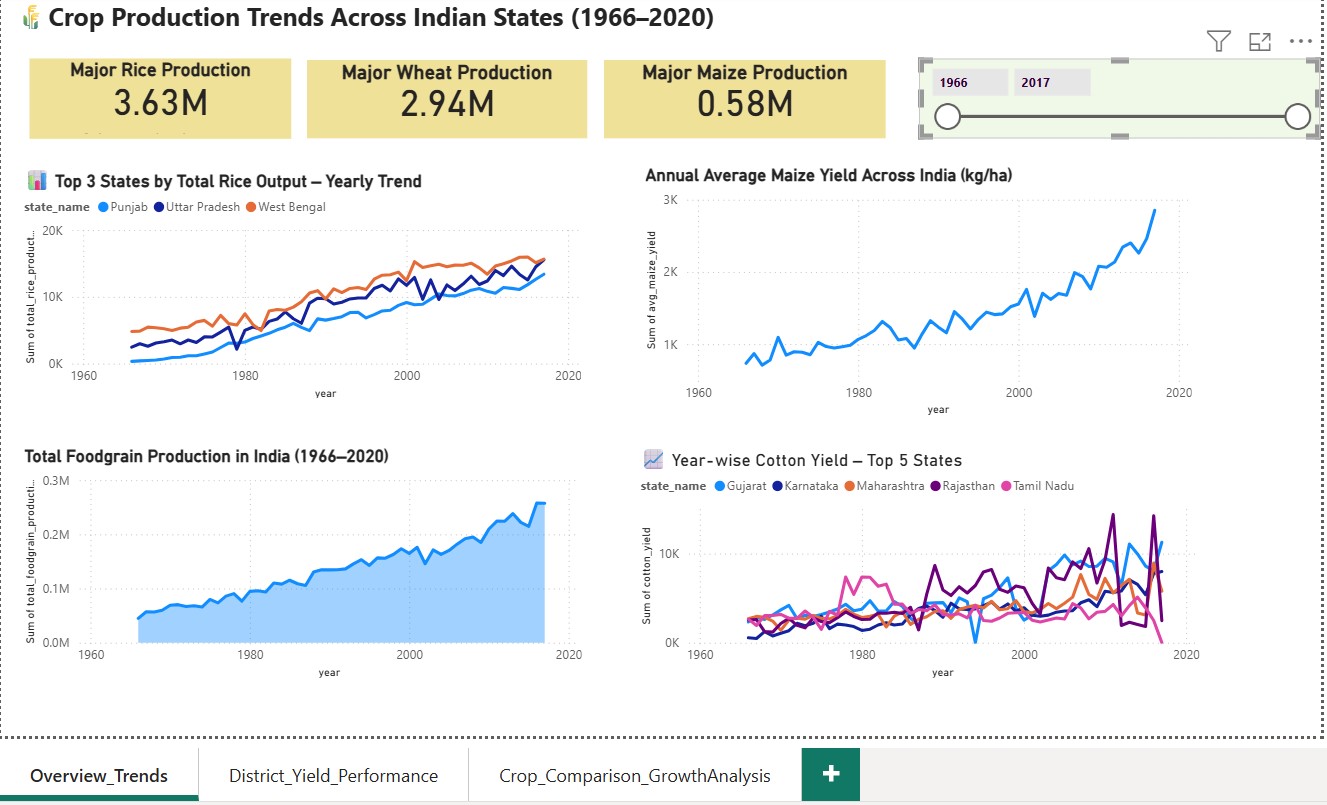 Crop Production Trends Across Indian States (1966–2020)
Major Rice Production
3.63M
Major Wheat Production
2.94M
Major Maize Production
0.58M
1966
2017
Top 3 States by Total Rice Output – Yearly Trend
state_name Punjab Uttar Pradesh West Bengal
Sum of total_rice_product...
20K
10K
0K
1960
1980
2000
2020
year
Annual Average Maize Yield Across India (kg/ha)
Sum of avg_maize_yield
3K
2K
1K
1960
1980
2000
2020
year
Total Foodgrain Production in India (1966–2020)
Sum of total_foodgrain_producti...
0.3M
0.2M
0.1M
0.0M
1960
1980
2000
2020
year
Year-wise Cotton Yield – Top 5 States
state_name Gujarat Karnataka Maharashtra Rajasthan Tamil Nadu
Sum of cotton_yield
10K
0K
1960
1980
2000
2020
year
Overview_Trends
District_Yield_Performance
Crop_Comparison_GrowthAnalysis
+